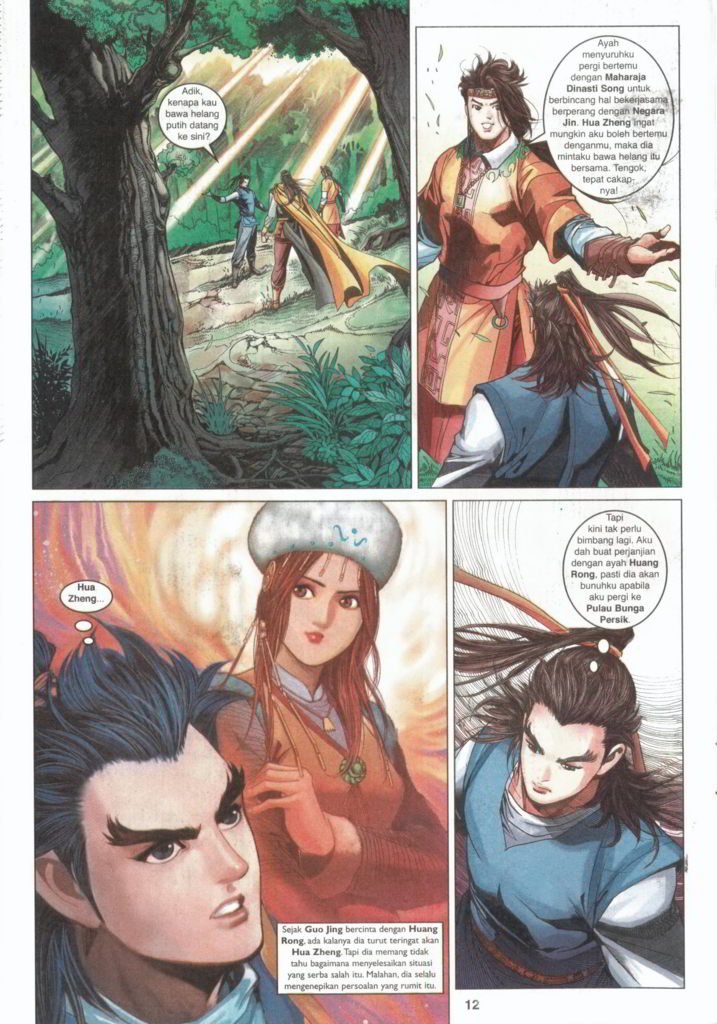 Adik,
kenapa kau
bawa helang
putih datang
ke sini?
Ayah
menyuruhku
pergi bertemu
dengan Maharaja
Dinasti Song untuk
berbincang hal bekerjasama
berperang dengan Negara
Jin. Hua Zheng ingat
mungkin aku boleh bertemu
denganmu, maka dia
mintaku bawa helang itu
bersama. Tengok,
tepat cakap-
nya!
Hua
Zheng...
Sejak Guo Jing bercinta dengan Huang
Rong, ada kalanya dia turut teringat akan
Hua Zheng. Tapi dia memang tidak
tahu bagaimana menyelesaikan situasi
yang serba salah itu. Malahan, dia selalu
mengenepikan persoalan yang rumit itu.
Tapi
kini tak perlu
bimbang lagi. Aku
dah buat perjanjian
dengan ayah Huang
Rong, pasti dia akan
bunuhku apabila
aku pergi ke
Pulau Bunga
Persik.
12